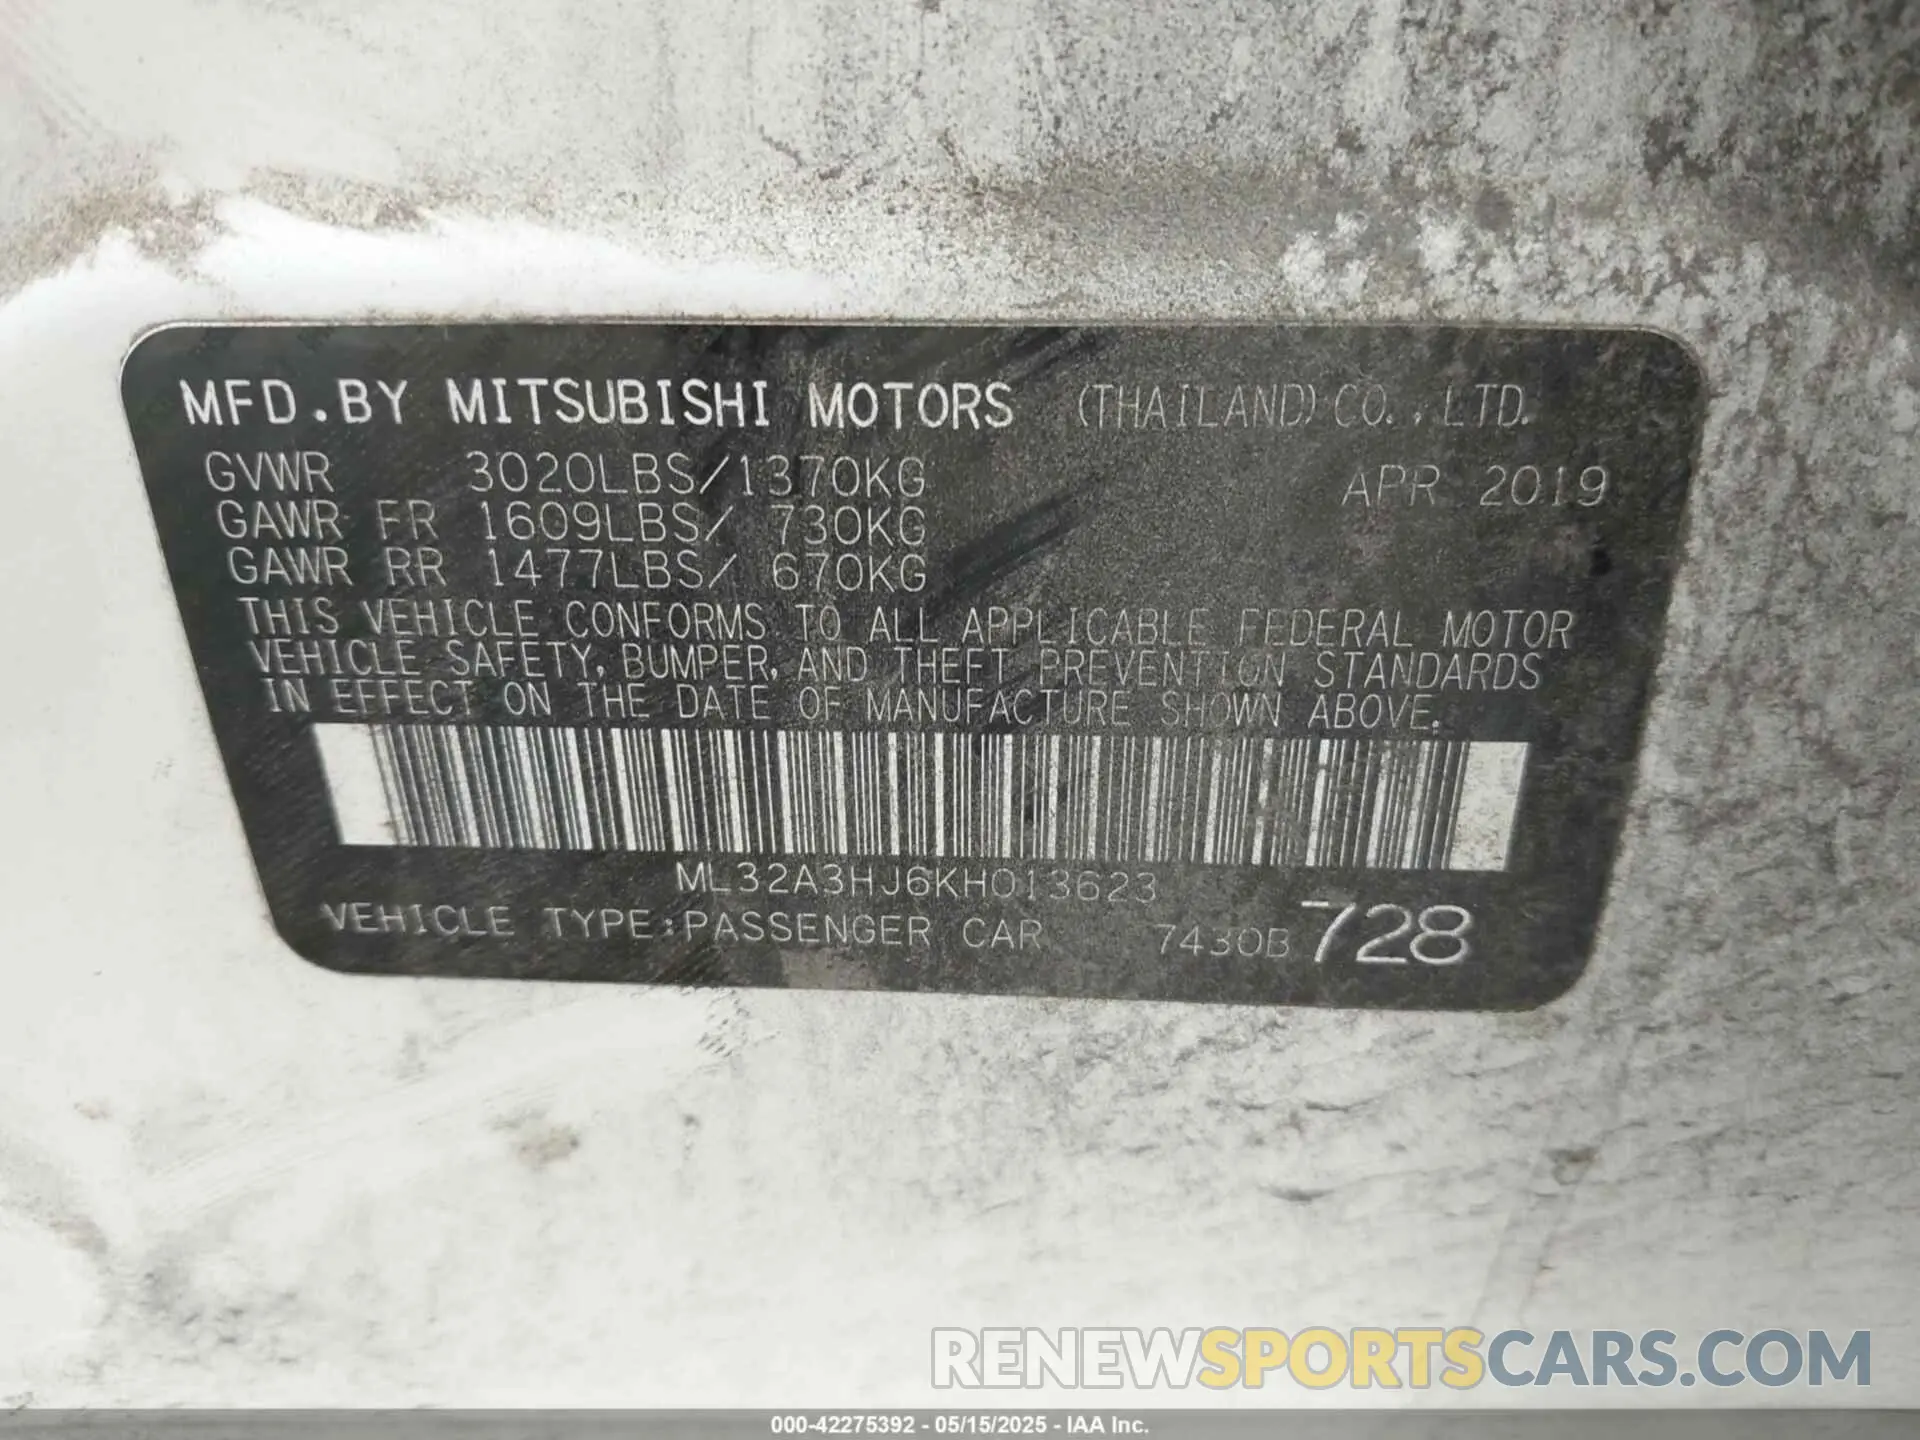 MFD.BY MITSUBISHI MOTORS (THAILAND) CO.,LTD.
GVWR 3020LBS/1370KG APR 2019
GAWR FR 1609LBS/ 730KG
GAWR RR 1477LBS/ 670KG
THIS VEHICLE CONFORMS TO ALL APPLICABLE FEDERAL MOTOR
VEHICLE SAFETY, BUMPER, AND THEFT PREVENTION STANDARDS
IN EFFECT ON THE DATE OF MANUFACTURE SHOWN ABOVE.
ML32A3HJ6KH013623
VEHICLE TYPE:PASSENGER CAR 7430B 728
RENEWSPORTSCARS.COM
000-42275392 - 05/15/2025 - IAA Inc.